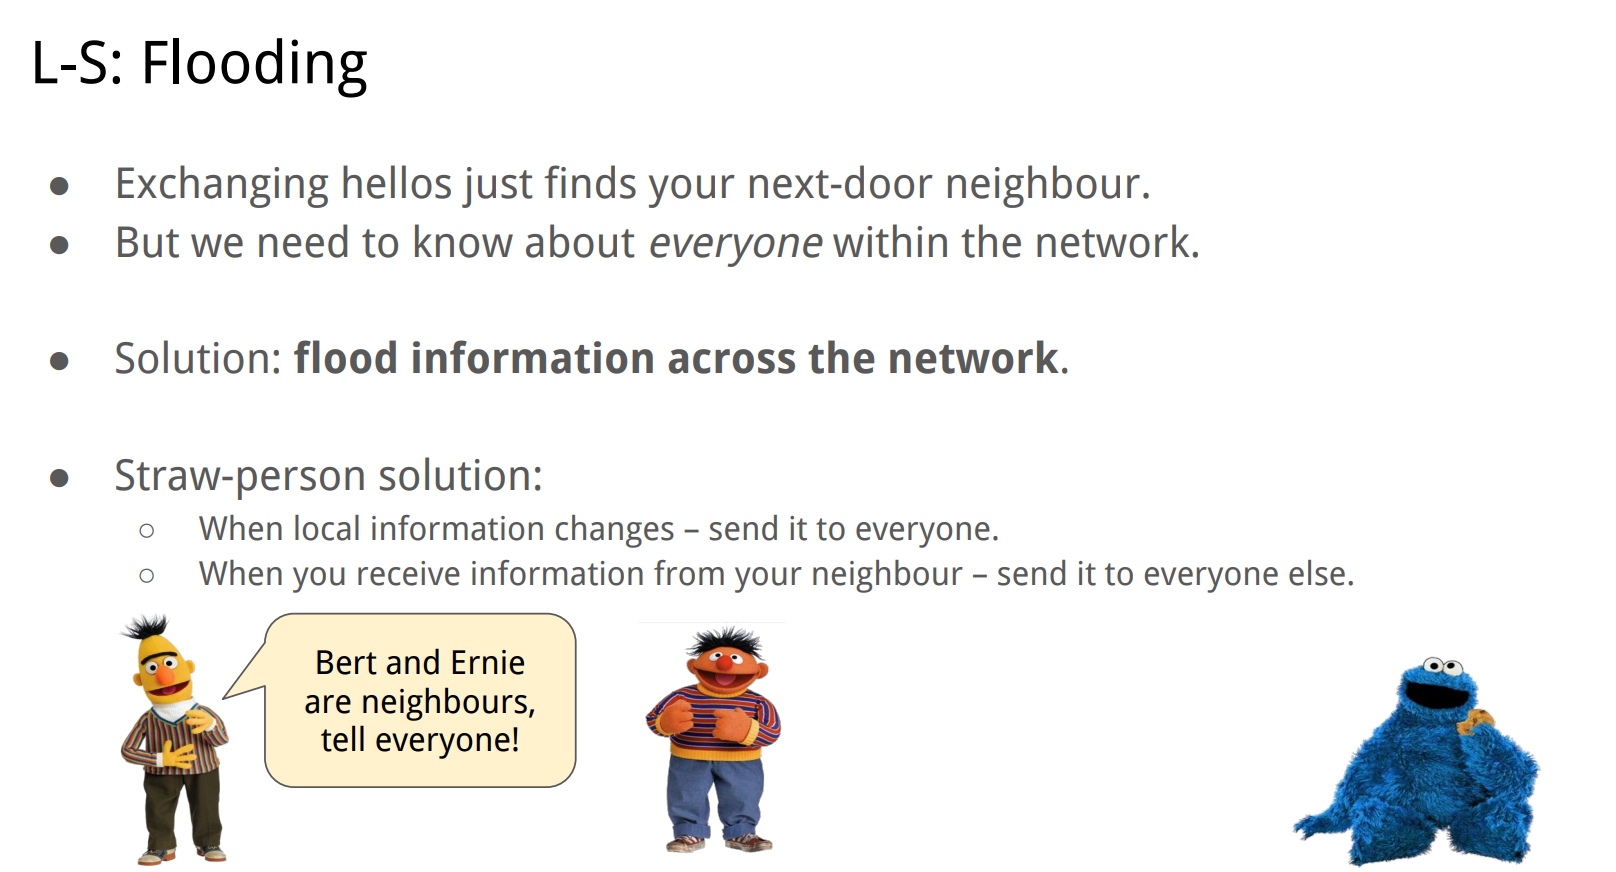 L-S: Flooding
● Exchanging hellos just finds your next-door neighbour.
● But we need to know about everyone within the network.
● Solution: flood information across the network.
● Straw-person solution:
○ When local information changes – send it to everyone.
○ When you receive information from your neighbour – send it to everyone else.
Bert and Ernie
are neighbours,
tell everyone!